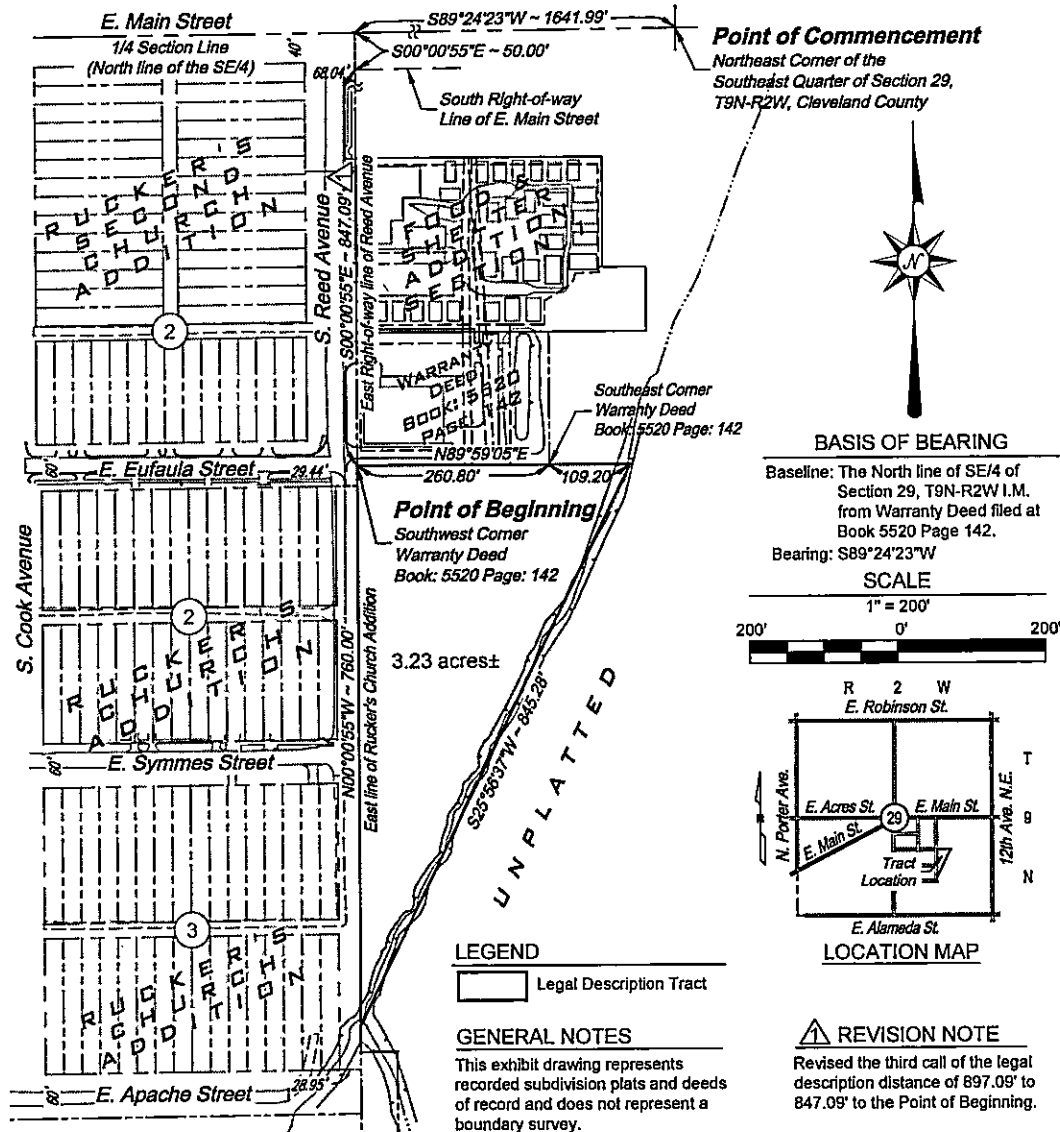 E. Main Street
1/4 Section Line
(North line of the SE/4)
40'
S89°24'23"W ~ 1641.99'
S00°00'55"E ~ 50.00'
68.04'
Point of Commencement
Northeast Corner of the
Southeast Quarter of Section 29,
T9N-R2W, Cleveland County
South Right-of-way
Line of E. Main Street
RUCKER'S
SECOND
CHURCH
ADDITION
2
S. Reed Avenue
1
S00°00'55"E ~ 847.09'
East Right-of-way line of Reed Avenue
ADDITION
WARRANTY
DEED
BOOK: 5520
PAGE: 142
N89°59'05"E
260.80'
109.20'
Southeast Corner
Warranty Deed
Book: 5520 Page: 142
N
60'
E. Eufaula Street
29.44'
Point of Beginning
Southwest Corner
Warranty Deed
Book: 5520 Page: 142
S. Cook Avenue
2
RUCKER'S
CHURCH
ADDITION
3.23 acres±
N00°00'55"W ~ 760.00'
East line of Rucker's Church Addition
S25°56'37"W ~ 845.28'
UNPLATTED
60'
E. Symmes Street
3
RUCKER'S
CHURCH
ADDITION
60'
E. Apache Street
28.95'
BASIS OF BEARING
Baseline: The North line of SE/4 of
Section 29, T9N-R2W I.M.
from Warranty Deed filed at
Book 5520 Page 142.
Bearing: S89°24'23"W
SCALE
1" = 200'
200' 0' 200'
R 2 W
E. Robinson St.
N. Porter Ave.
E. Acres St.
29
E. Main St.
E. Main St.
12th Ave. N.E.
T
9
N
Tract
Location
E. Alameda St.
LOCATION MAP
LEGEND
Legal Description Tract
GENERAL NOTES
This exhibit drawing represents
recorded subdivision plats and deeds
of record and does not represent a
boundary survey.
1 REVISION NOTE
Revised the third call of the legal
description distance of 897.09' to
847.09' to the Point of Beginning.